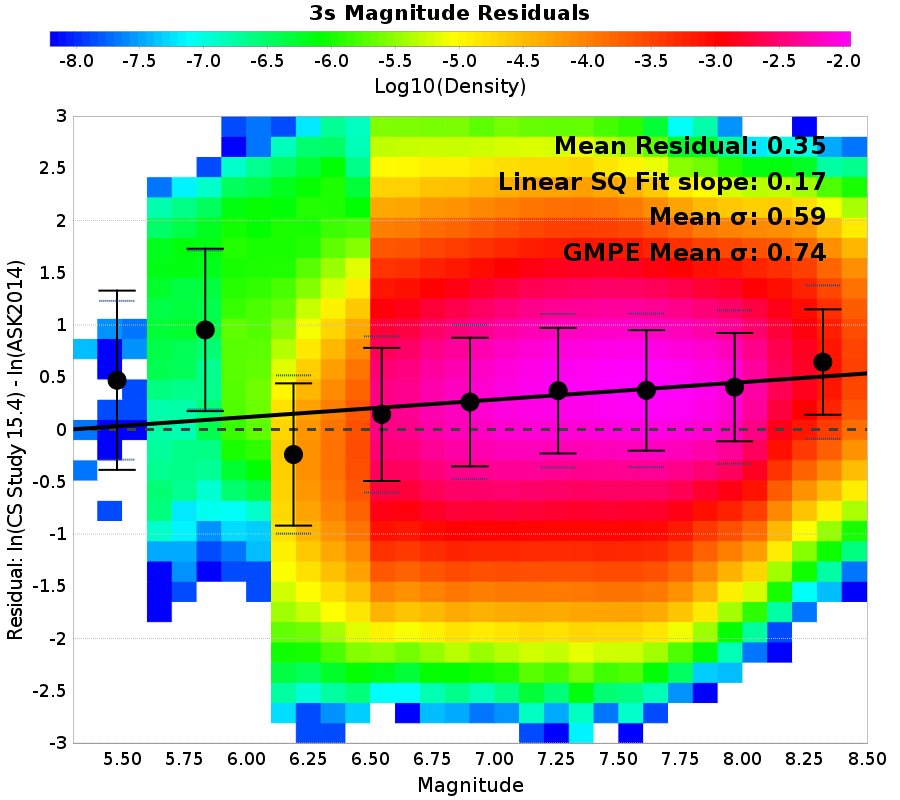 3s Magnitude Residuals
-8.0 -7.5 -7.0 -6.5 -6.0 -5.5 -5.0 -4.5 -4.0 -3.5 -3.0 -2.5 -2.0
Log10(Density)
Mean Residual: 0.35
Linear SQ Fit slope: 0.17
Mean σ: 0.59
GMPE Mean σ: 0.74
Residual: ln(CS Study 15.4) - ln(ASK2014)
3
2.5
2
1.5
1
0.5
0
-0.5
-1
-1.5
-2
-2.5
-3
5.50 5.75 6.00 6.25 6.50 6.75 7.00 7.25 7.50 7.75 8.00 8.25 8.50
Magnitude